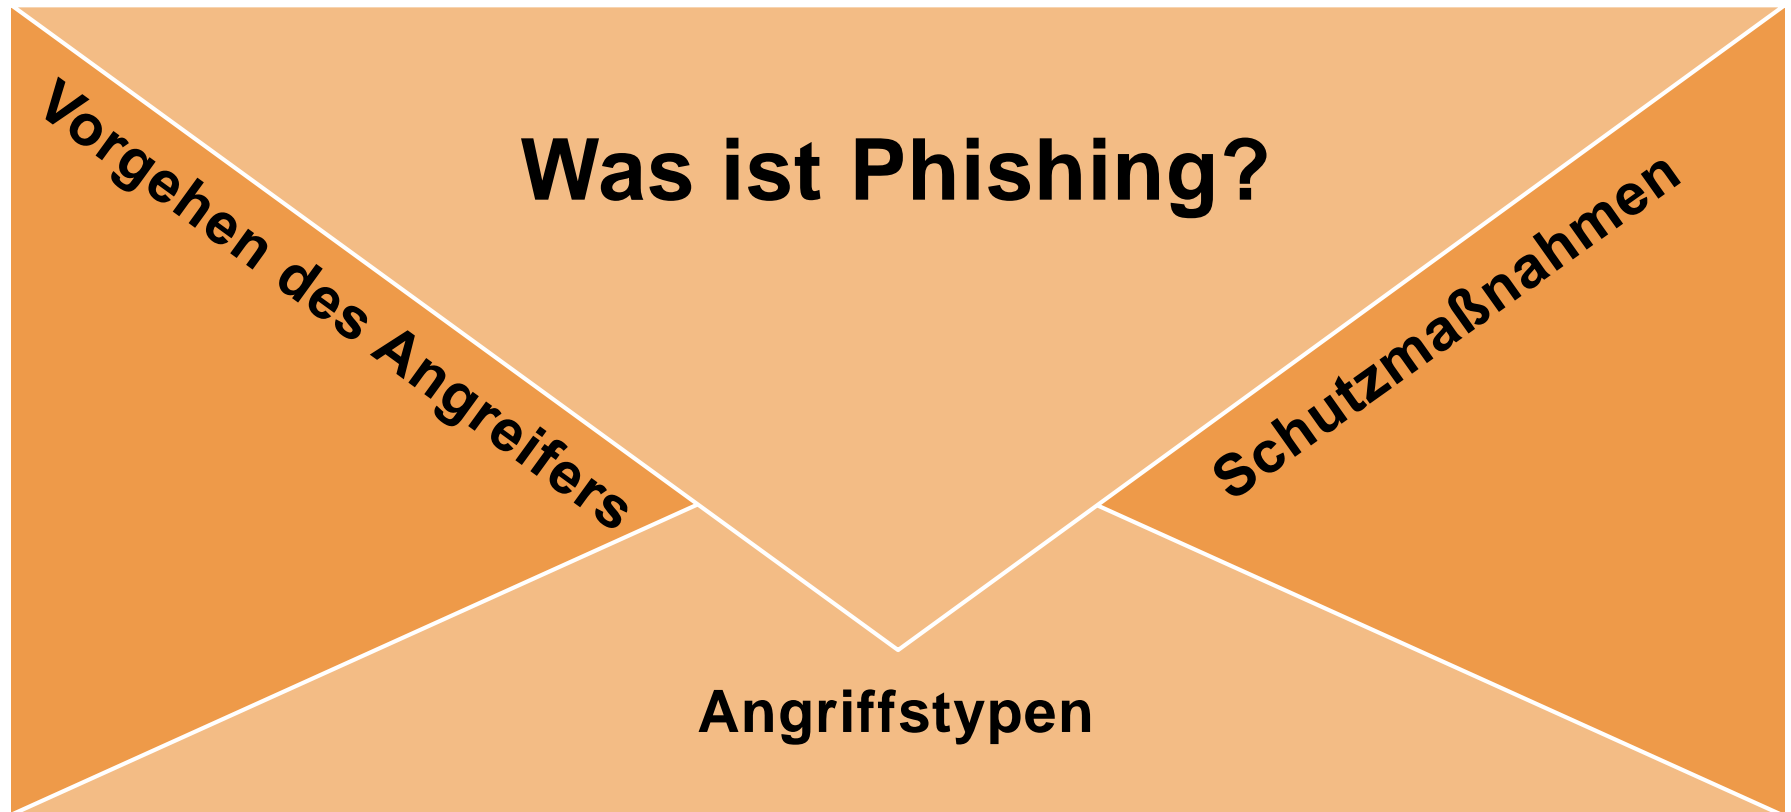 Was ist Phishing?
Vorgehen des Angreifers
Schutzmaßnahmen
Angriffstypen